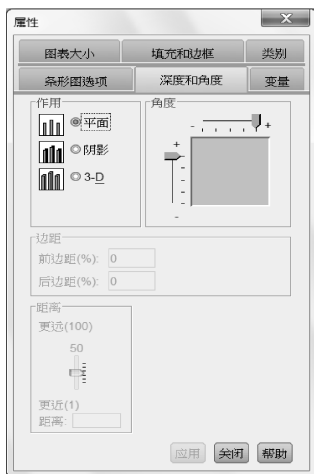 属性
图表大小 填充和边框 类别
条形图选项 深度和角度 变量
作用 角度
平面
阴影
3-D
- +
+
-
边距
前边距(%): 0
后边距(%): 0
距离
更远(100)
50
更近(1)
距离:
应用 关闭 帮助